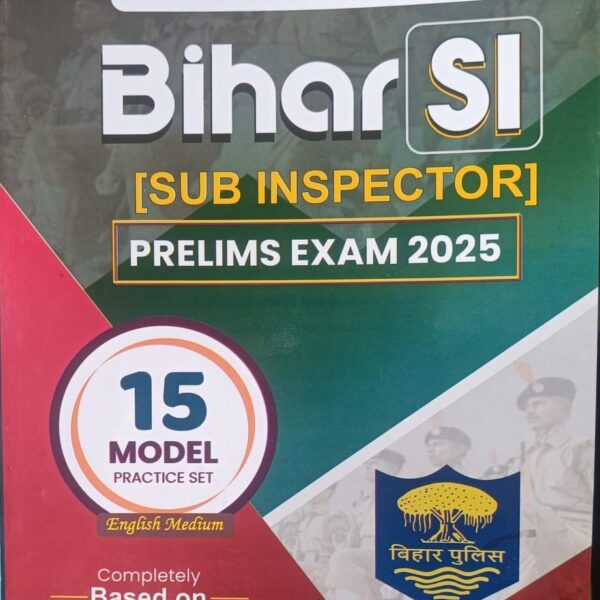 Bihar SI
[SUB INSPECTOR]
PRELIMS EXAM 2025
15
MODEL
PRACTICE SET
English Medium
बिहार पुलिस
Completely
Based on